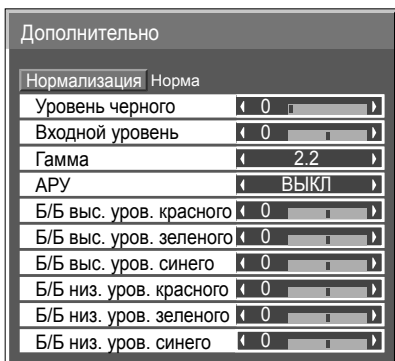 Дополнительно
Нормализация Норма
Уровень черного 0
Входной уровень 0
Гамма 2.2
АРУ ВЫКЛ
Б/Б выс. уров. красного 0
Б/Б выс. уров. зеленого 0
Б/Б выс. уров. синего 0
Б/Б низ. уров. красного 0
Б/Б низ. уров. зеленого 0
Б/Б низ. уров. синего 0